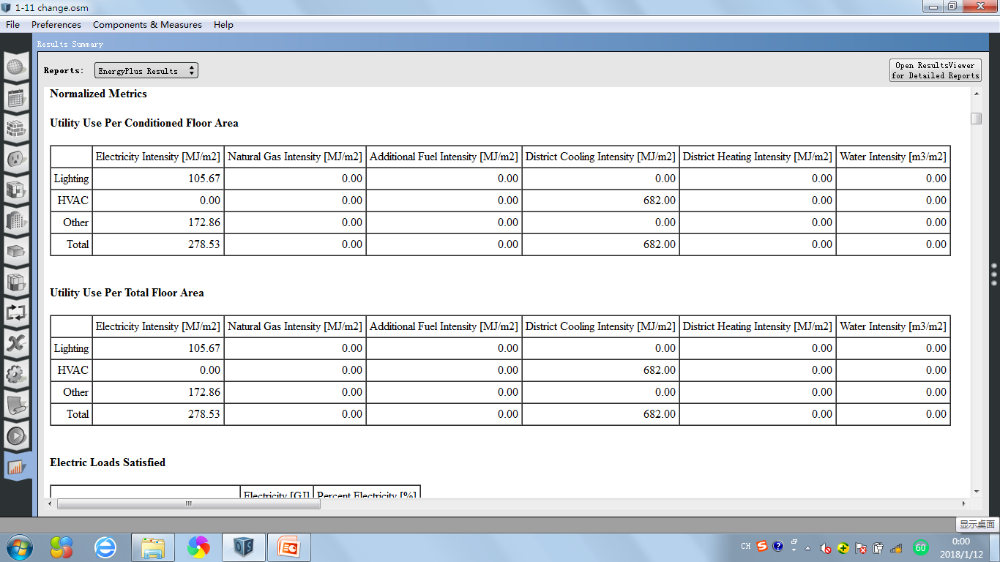 1-11 change.osm
File Preferences Components & Measures Help
Results Summary
Reports: EnergyPlus Results
Open ResultsViewer
for Detailed Reports
Normalized Metrics
Utility Use Per Conditioned Floor Area
Electricity Intensity [MJ/m2] Natural Gas Intensity [MJ/m2] Additional Fuel Intensity [MJ/m2] District Cooling Intensity [MJ/m2] District Heating Intensity [MJ/m2] Water Intensity [m3/m2]
Lighting 105.67 0.00 0.00 0.00 0.00 0.00
HVAC 0.00 0.00 0.00 682.00 0.00 0.00
Other 172.86 0.00 0.00 0.00 0.00 0.00
Total 278.53 0.00 0.00 682.00 0.00 0.00
Utility Use Per Total Floor Area
Electricity Intensity [MJ/m2] Natural Gas Intensity [MJ/m2] Additional Fuel Intensity [MJ/m2] District Cooling Intensity [MJ/m2] District Heating Intensity [MJ/m2] Water Intensity [m3/m2]
Lighting 105.67 0.00 0.00 0.00 0.00 0.00
HVAC 0.00 0.00 0.00 682.00 0.00 0.00
Other 172.86 0.00 0.00 0.00 0.00 0.00
Total 278.53 0.00 0.00 682.00 0.00 0.00
Electric Loads Satisfied
Electricity [GJ] Percent Electricity [%]
显示桌面
CH
60
0:00
2018/1/12